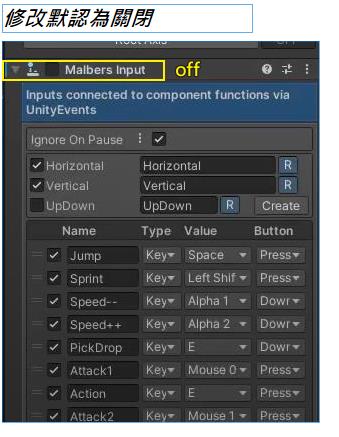 修改默認為關閉
Root Axis
Malbers Input
off
Inputs connected to component functions via
UnityEvents
Ignore On Pause
Horizontal Horizontal R
Vertical Vertical R
UpDown UpDown R Create
Name Type Value Button
Jump Key Space Press
Sprint Key Left Shif Press
Speed-- Key Alpha 1 Dowr
Speed++ Key Alpha 2 Dowr
PickDrop Key E Dowr
Attack1 Key Mouse 0 Press
Action Key E Press
Attack2 Key Mouse 1 Press